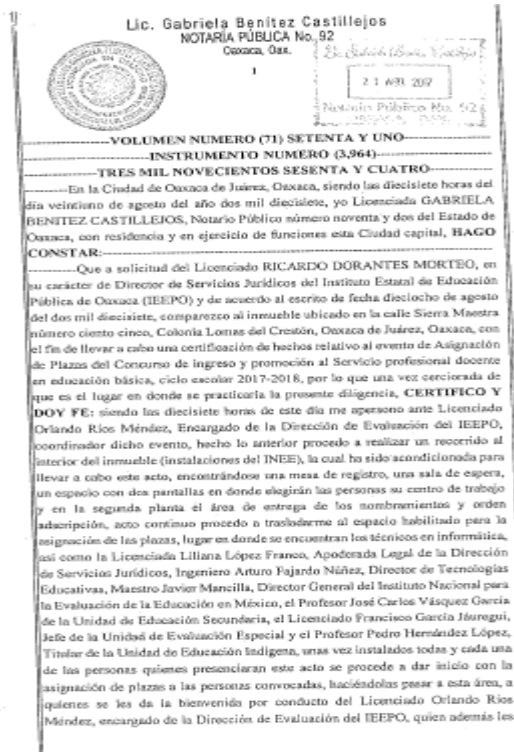 Lic. Gabriela Benítez Castillejos
NOTARÍA PÚBLICA No. 92
Oaxaca, Oax.
1
Notario Público No. 92
----------VOLUMEN NUMERO (71) SETENTA Y UNO----------
----------INSTRUMENTO NUMERO (3,964)----------
----------TRES MIL NOVECIENTOS SESENTA Y CUATRO----------
----------En la Ciudad de Oaxaca de Juárez, Oaxaca, siendo las diecisiete horas del
día veintiuno de agosto del año dos mil diecisiete, yo Licenciada GABRIELA
BENITEZ CASTILLEJOS, Notario Público número noventa y dos del Estado de
Oaxaca, con residencia y en ejercicio de funciones esta Ciudad capital, HAGO
CONSTAR:----------
----------Que a solicitud del Licenciado RICARDO DORANTES MORTEO, en
su carácter de Director de Servicios Jurídicos del Instituto Estatal de Educación
Pública de Oaxaca (IEEPO) y de acuerdo al escrito de fecha dieciocho de agosto
del dos mil diecisiete, comparezco al inmueble ubicado en la calle Sierra Maestra
número ciento cinco, Colonia Lomas del Crestón, Oaxaca de Juárez, Oaxaca, con
el fin de llevar a cabo una certificación de hechos relativo al evento de Asignación
de Plazas del Concurso de ingreso y promoción al Servicio profesional docente
en educación básica, ciclo escolar 2017-2018, por lo que una vez cerciorada de
que es el lugar en donde se practicaría la presente diligencia, CERTIFICO Y
DOY FE: siendo las diecisiete horas de este día me apersono ante Licenciado
Orlando Ríos Méndez, Encargado de la Dirección de Evaluación del IEEPO,
coordinador dicho evento, hecho lo anterior procedo a realizar un recorrido al
interior del inmueble (instalaciones del INEE), la cual ha sido acondicionada para
llevar a cabo este acto, encontrándose una mesa de registro, una sala de espera,
un espacio con dos pantallas en donde elegirán las personas su centro de trabajo
y en la segunda planta el área de entrega de los nombramientos y orden
adscripción, acto continuo procedo a trasladarme al espacio habilitado para la
asignación de las plazas, lugar en donde se encuentran los técnicos en informática,
así como la Licenciada Liliana López Franco, Apoderada Legal de la Dirección
de Servicios Jurídicos, Ingeniero Arturo Fajardo Núñez, Director de Tecnologías
Educativas, Maestro Javier Mancilla, Director General del Instituto Nacional para
la Evaluación de la Educación en México, el Profesor José Carlos Vásquez García
de la Unidad de Educación Secundaria, el Licenciado Francisco García Jáuregui,
Jefe de la Unidad de Evaluación Especial y el Profesor Pedro Hernández López,
Titular de la Unidad de Educación Indígena, unas vez instalados todas y cada una
de las personas quienes presenciaran este acto se procede a dar inicio con la
asignación de plazas a las personas convocadas, haciéndolas pasar a esta área, a
quienes se les da la bienvenida por conducto del Licenciado Orlando Ríos
Méndez, encargado de la Dirección de Evaluación del IEEPO, quien además les